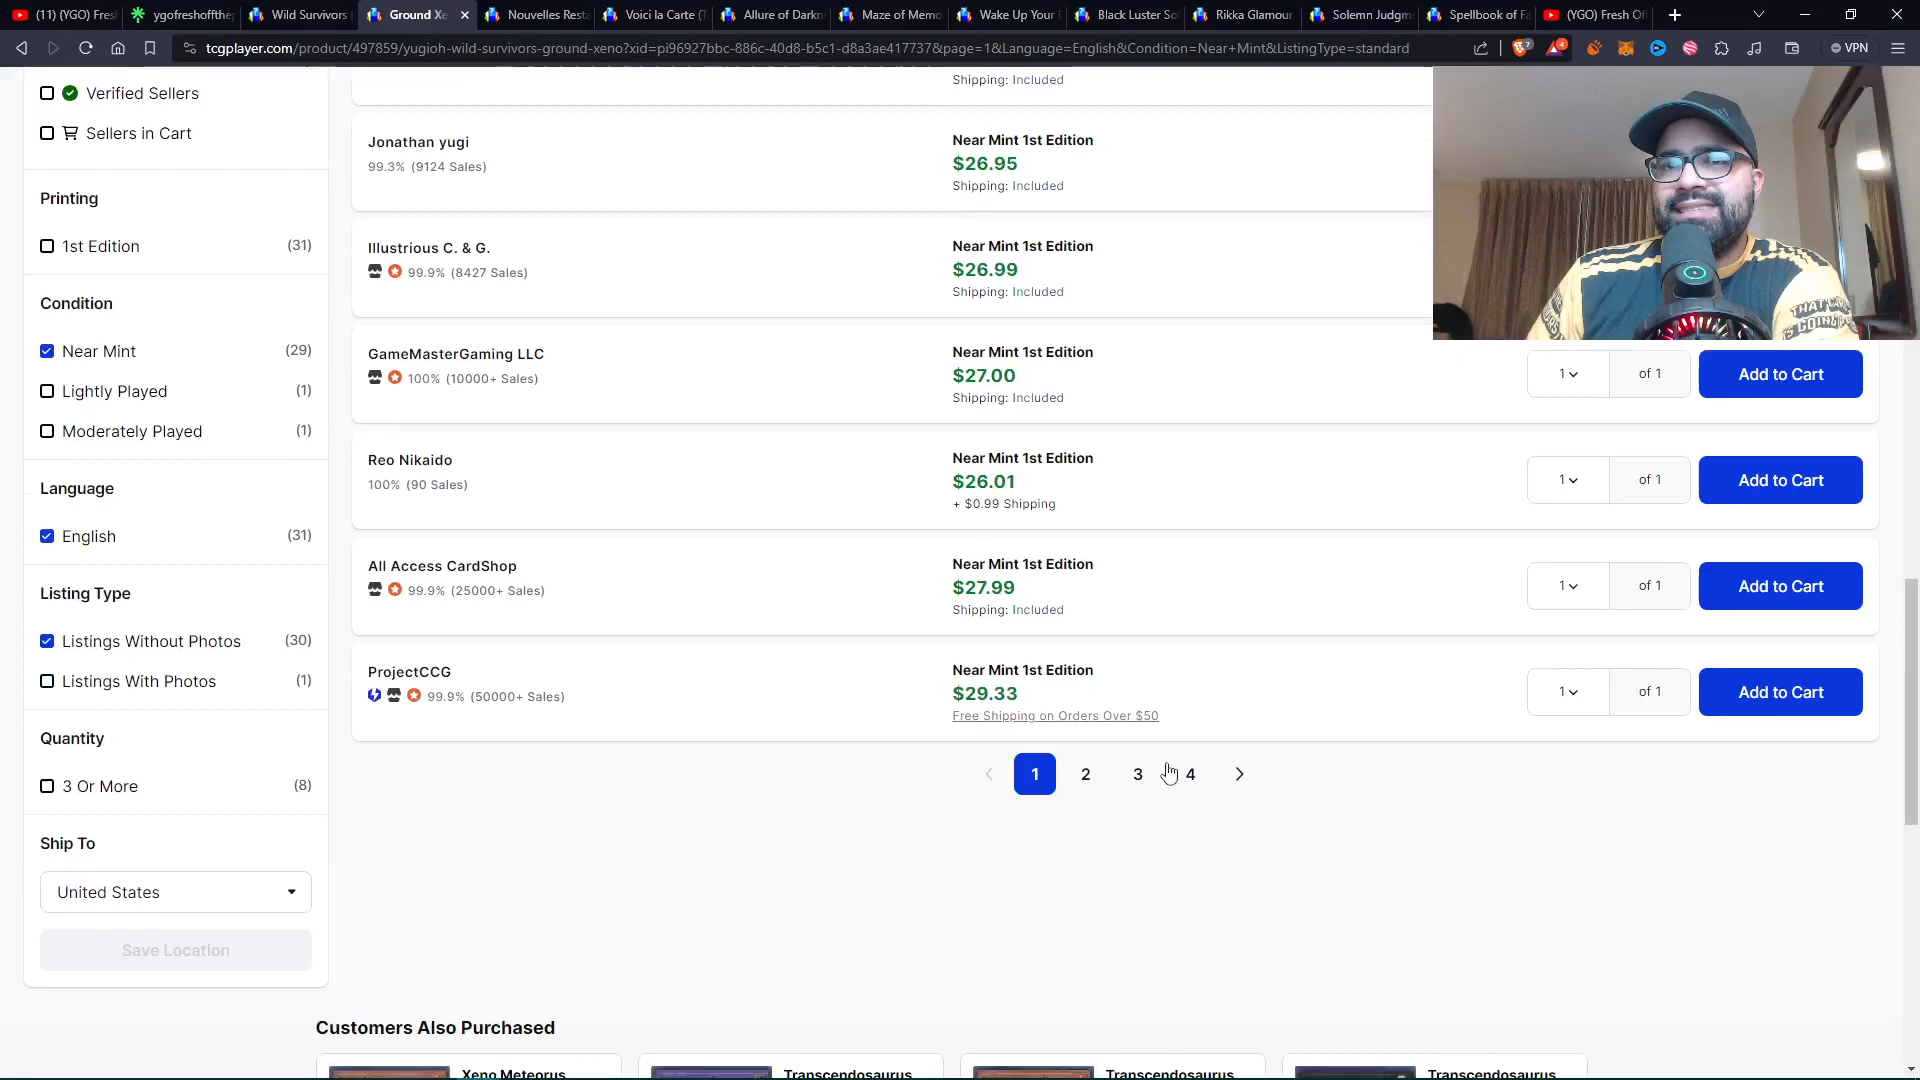 (11) (YGO) Fres
ygofreshoffthe
Wild Survivors
Ground Xe
Nouvelles Rest
Voici la Carte (T
Allure of Darkn
Maze of Memo
Wake Up Your
Black Luster So
Rikka Glamour
Solemn Judgm
Spellbook of Fa
(YGO) Fresh Of
tcgplayer.com/product/497859/yugioh-wild-survivors-ground-xeno?xid=pi96927bbc-886c-40d8-b5c1-d8a3ae417737&page=1&Language=English&Condition=Near+Mint&ListingType=standard
VPN
Verified Sellers
Sellers in Cart
Printing
1st Edition (31)
Condition
Near Mint (29)
Lightly Played (1)
Moderately Played (1)
Language
English (31)
Listing Type
Listings Without Photos (30)
Listings With Photos (1)
Quantity
3 Or More (8)
Ship To
United States
Save Location
Shipping: Included
Jonathan yugi
99.3% (9124 Sales)
Near Mint 1st Edition
$26.95
Shipping: Included
Illustrious C. & G.
99.9% (8427 Sales)
Near Mint 1st Edition
$26.99
Shipping: Included
GameMasterGaming LLC
100% (10000+ Sales)
Near Mint 1st Edition
$27.00
Shipping: Included
1 of 1 Add to Cart
Reo Nikaido
100% (90 Sales)
Near Mint 1st Edition
$26.01
+ $0.99 Shipping
1 of 1 Add to Cart
All Access CardShop
99.9% (25000+ Sales)
Near Mint 1st Edition
$27.99
Shipping: Included
1 of 1 Add to Cart
ProjectCCG
99.9% (50000+ Sales)
Near Mint 1st Edition
$29.33
Free Shipping on Orders Over $50
1 of 1 Add to Cart
1 2 3 4
Customers Also Purchased
Xeno Meteorus
Transcendosaurus
Transcendosaurus
Transcendosaurus
THAT CARD
IS GOING